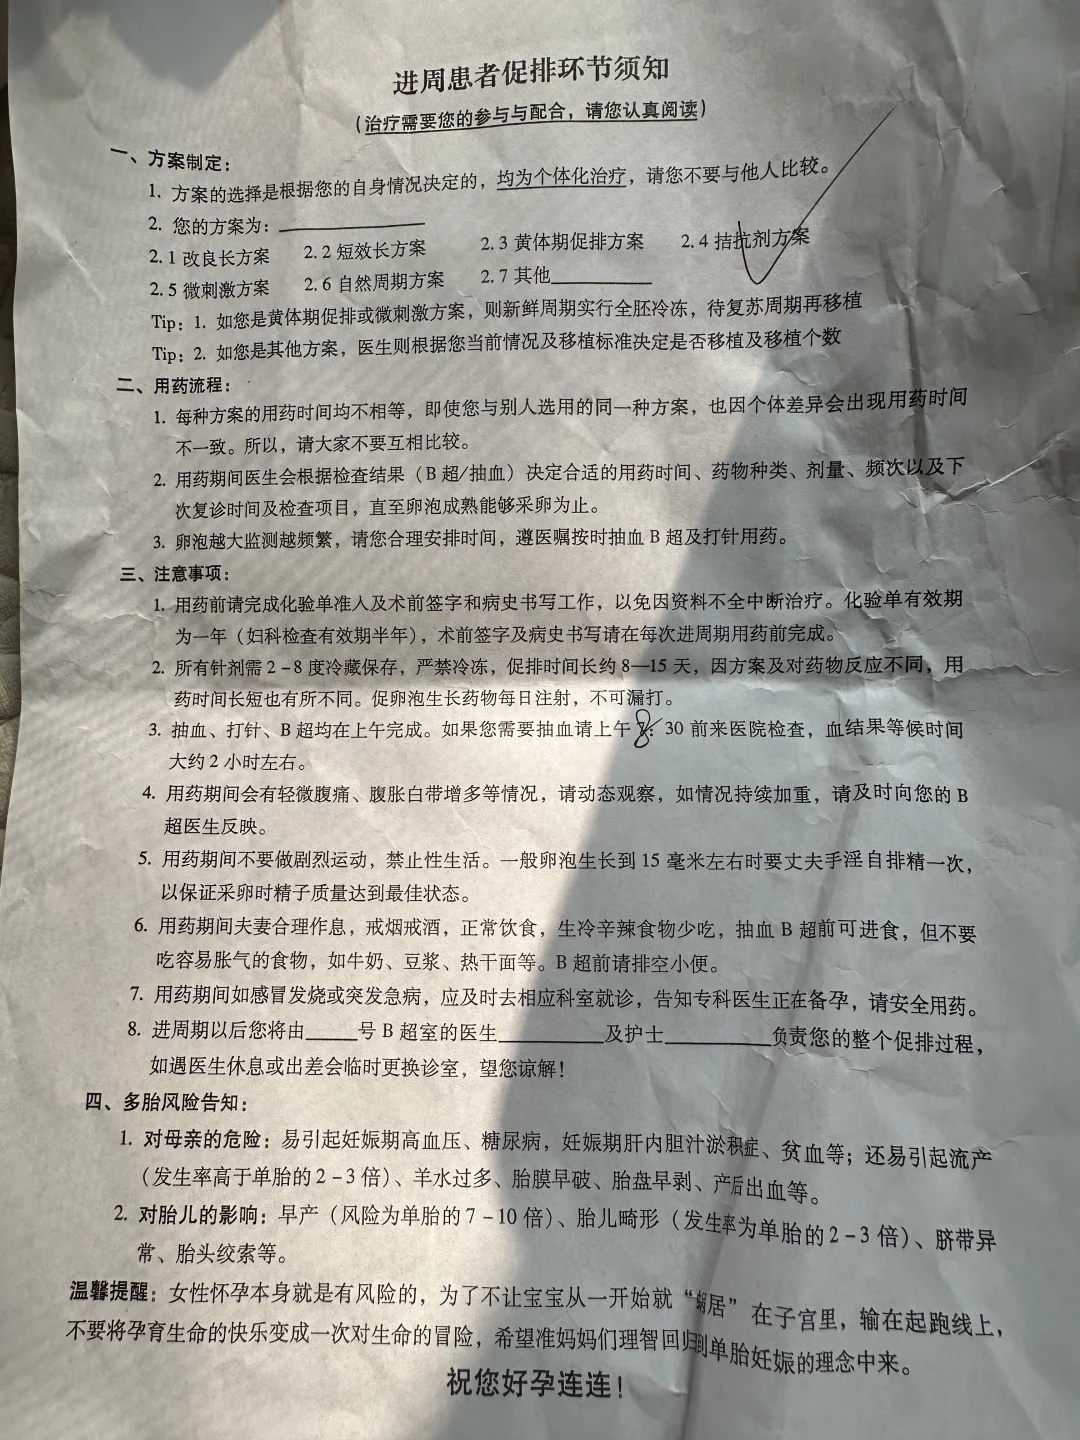 进周患者促排环节须知
（治疗需要您的参与与配合，请您认真阅读）
一、方案制定：
1. 方案的选择是根据您的自身情况决定的，均为个体化治疗，请您不要与他人比较。
2. 您的方案为：
2.1 改良长方案 2.2 短效长方案 2.3 黄体期促排方案 2.4 拮抗剂方案
2.5 微刺激方案 2.6 自然周期方案 2.7 其他
Tip：1. 如您是黄体期促排或微刺激方案，则新鲜周期实行全胚冷冻，待复苏周期再移植
Tip：2. 如您是其他方案，医生则根据您当前情况及移植标准决定是否移植及移植个数
二、用药流程：
1. 每种方案的用药时间均不相等，即使您与别人选用的同一种方案，也因个体差异会出现用药时间
不一致。所以，请大家不要互相比较。
2. 用药期间医生会根据检查结果（B 超/抽血）决定合适的用药时间、药物种类、剂量、频次以及下
次复诊时间及检查项目，直至卵泡成熟能够采卵为止。
3. 卵泡越大监测越频繁，请您合理安排时间，遵医嘱按时抽血 B 超及打针用药。
三、注意事项：
1. 用药前请完成化验单准入及术前签字和病史书写工作，以免因资料不全中断治疗。化验单有效期
为一年（妇科检查有效期半年），术前签字及病史书写请在每次进周期用药前完成。
2. 所有针剂需 2－8 度冷藏保存，严禁冷冻，促排时间长约 8—15 天，因方案及对药物反应不同，用
药时间长短也有所不同。促卵泡生长药物每日注射，不可漏打。
3. 抽血、打针、B 超均在上午完成。如果您需要抽血请上午 8：30 前来医院检查，血结果等候时间
大约 2 小时左右。
4. 用药期间会有轻微腹痛、腹胀白带增多等情况，请动态观察，如情况持续加重，请及时向您的 B
超医生反映。
5. 用药期间不要做剧烈运动，禁止性生活。一般卵泡生长到 15 毫米左右时要丈夫手淫自排精一次，
以保证采卵时精子质量达到最佳状态。
6. 用药期间夫妻合理作息，戒烟戒酒，正常饮食，生冷辛辣食物少吃，抽血 B 超前可进食，但不要
吃容易胀气的食物，如牛奶、豆浆、热干面等。B 超前请排空小便。
7. 用药期间如感冒发烧或突发急病，应及时去相应科室就诊，告知专科医生正在备孕，请安全用药。
8. 进周期以后您将由 号 B 超室的医生 及护士 负责您的整个促排过程，
如遇医生休息或出差会临时更换诊室，望您谅解！
四、多胎风险告知：
1. 对母亲的危险：易引起妊娠期高血压、糖尿病，妊娠期肝内胆汁淤积症、贫血等；还易引起流产
（发生率高于单胎的 2－3 倍）、羊水过多、胎膜早破、胎盘早剥、产后出血等。
2. 对胎儿的影响：早产（风险为单胎的 7－10 倍）、胎儿畸形（发生率为单胎的 2－3 倍）、脐带异
常、胎头绞索等。
温馨提醒：女性怀孕本身就是有风险的，为了不让宝宝从一开始就“蜗居”在子宫里，输在起跑线上，
不要将孕育生命的快乐变成一次对生命的冒险，希望准妈妈们理智回归到单胎妊娠的理念中来。
祝您好孕连连！